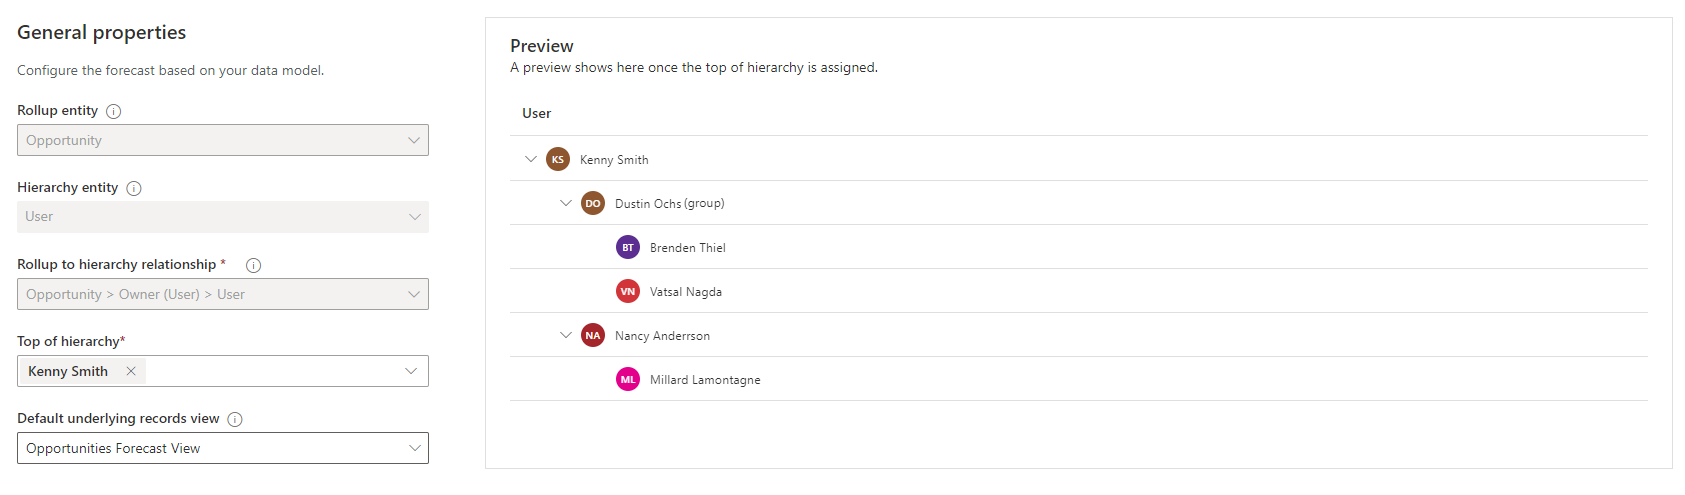 General properties
Configure the forecast based on your data model.
Rollup entity
Opportunity
Hierarchy entity
User
Rollup to hierarchy relationship *
Opportunity > Owner (User) > User
Top of hierarchy*
Kenny Smith
Default underlying records view
Opportunities Forecast View
Preview
A preview shows here once the top of hierarchy is assigned.
User
KS Kenny Smith
DO Dustin Ochs (group)
BT Brenden Thiel
VN Vatsal Nagda
NA Nancy Anderrson
ML Millard Lamontagne